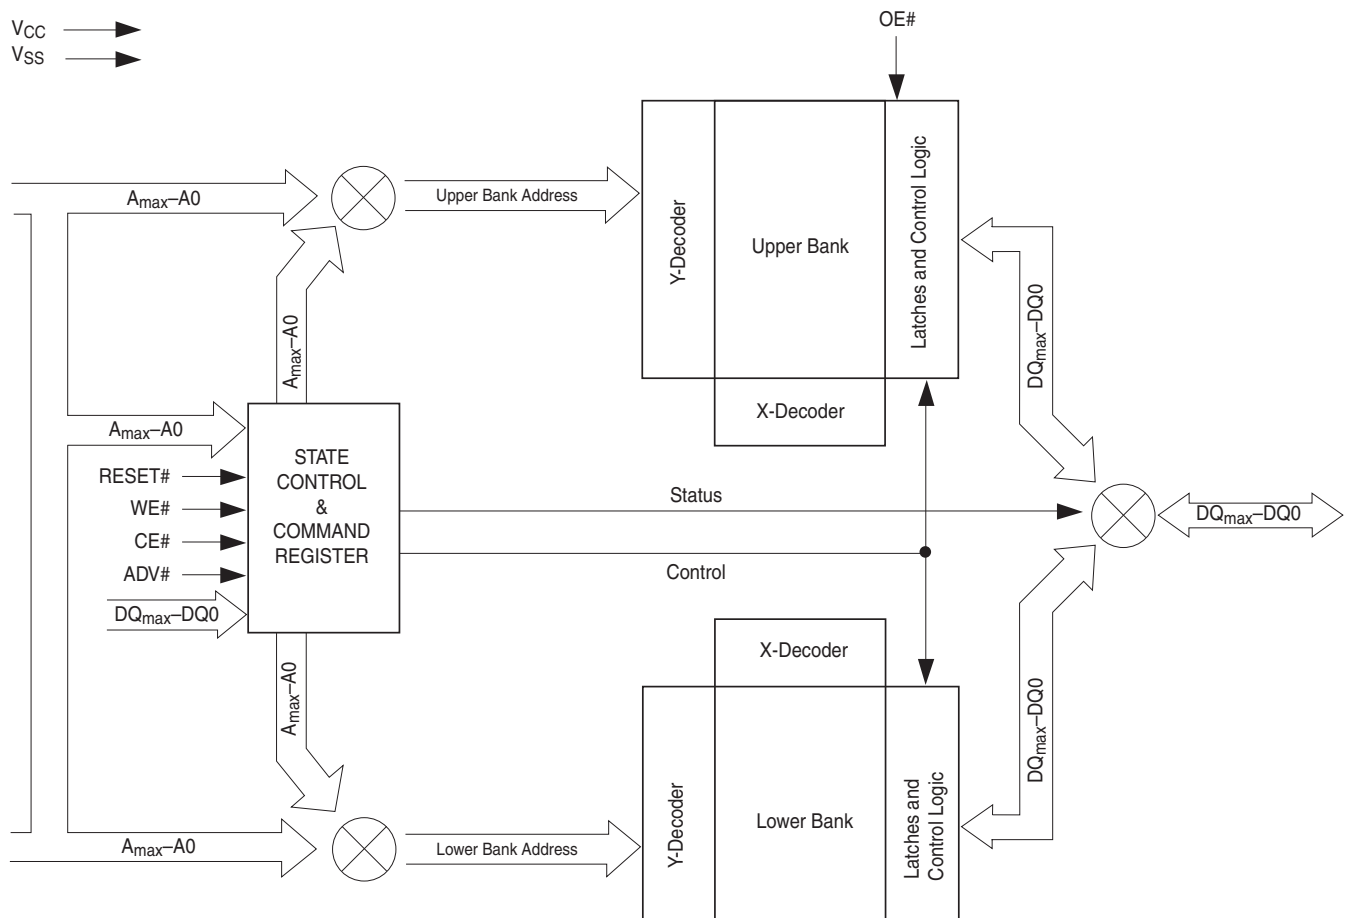 VCC
VSS
OE#
Amax–A0
Upper Bank Address
Y-Decoder
Upper Bank
Latches and Control Logic
X-Decoder
Amax–A0
DQmax–DQ0
Amax–A0
RESET#
WE#
CE#
ADV#
DQmax–DQ0
STATE
CONTROL
&
COMMAND
REGISTER
Status
Control
DQmax–DQ0
Amax–A0
X-Decoder
DQmax–DQ0
Amax–A0
Lower Bank Address
Y-Decoder
Lower Bank
Latches and
Control Logic